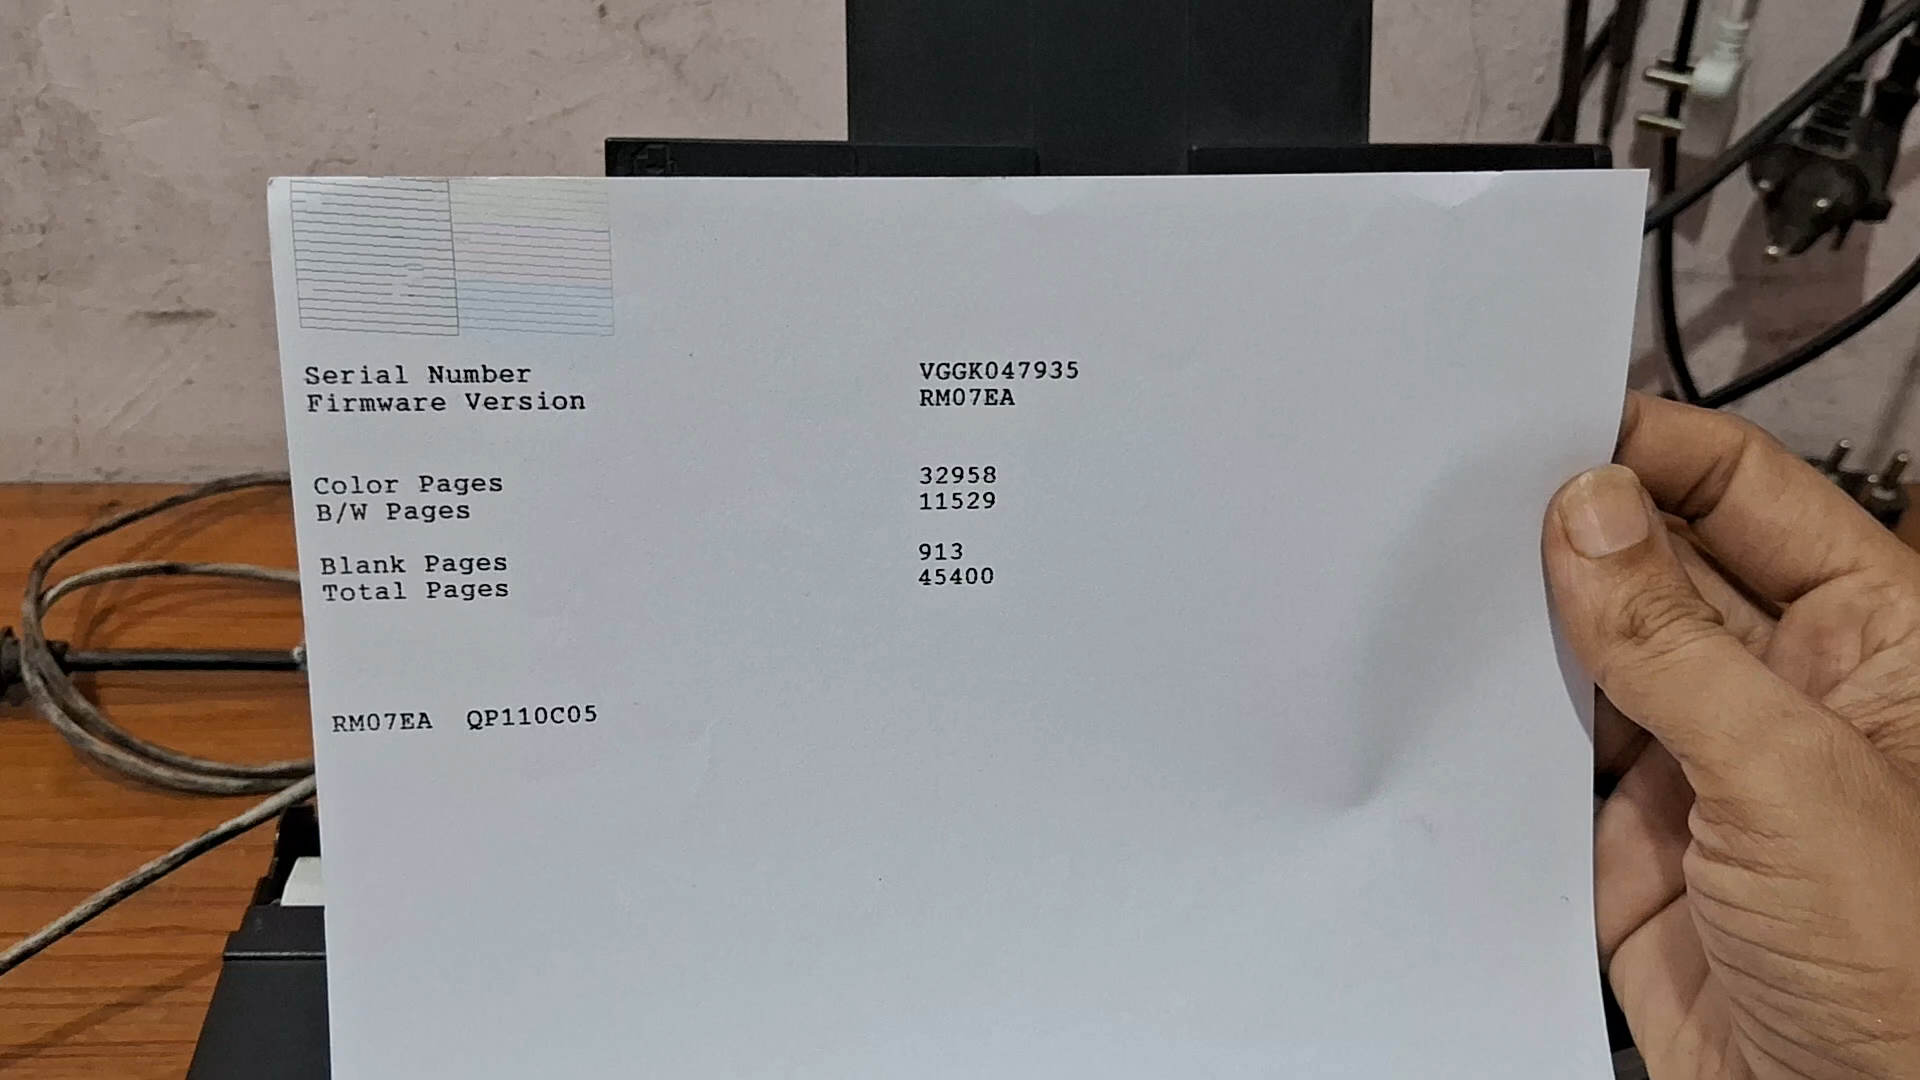 Serial Number VGGK047935
Firmware Version RM07EA
Color Pages 32958
B/W Pages 11529
Blank Pages 913
Total Pages 45400
RM07EA QP110C05